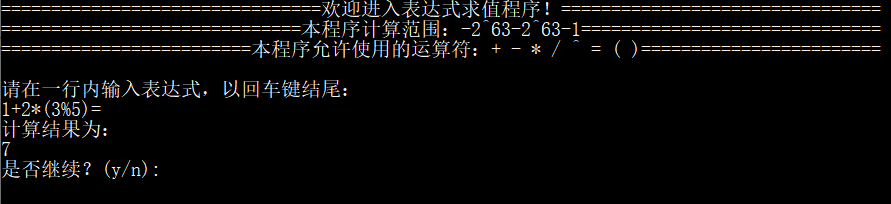 ================================欢迎进入表达式求值程序！================================
==============================本程序计算范围：-2^63-2^63-1==============================
=========================本程序允许使用的运算符：+ - * / ^ = ( )========================
请在一行内输入表达式，以回车键结尾：
1+2*(3%5)=
计算结果为：
7
是否继续？(y/n):